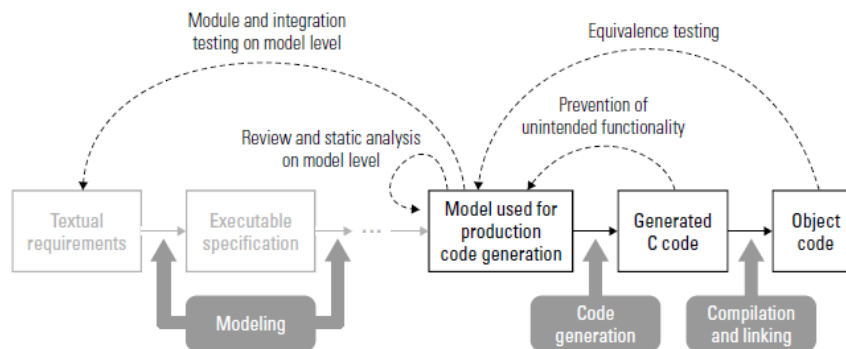 Module and integration
testing on model level
Equivalence testing
Prevention of
unintended functionality
Review and static analysis
on model level
Textual
requirements
Executable
specification
...
Model used for
production
code generation
Generated
C code
Object
code
Modeling
Code
generation
Compilation
and linking